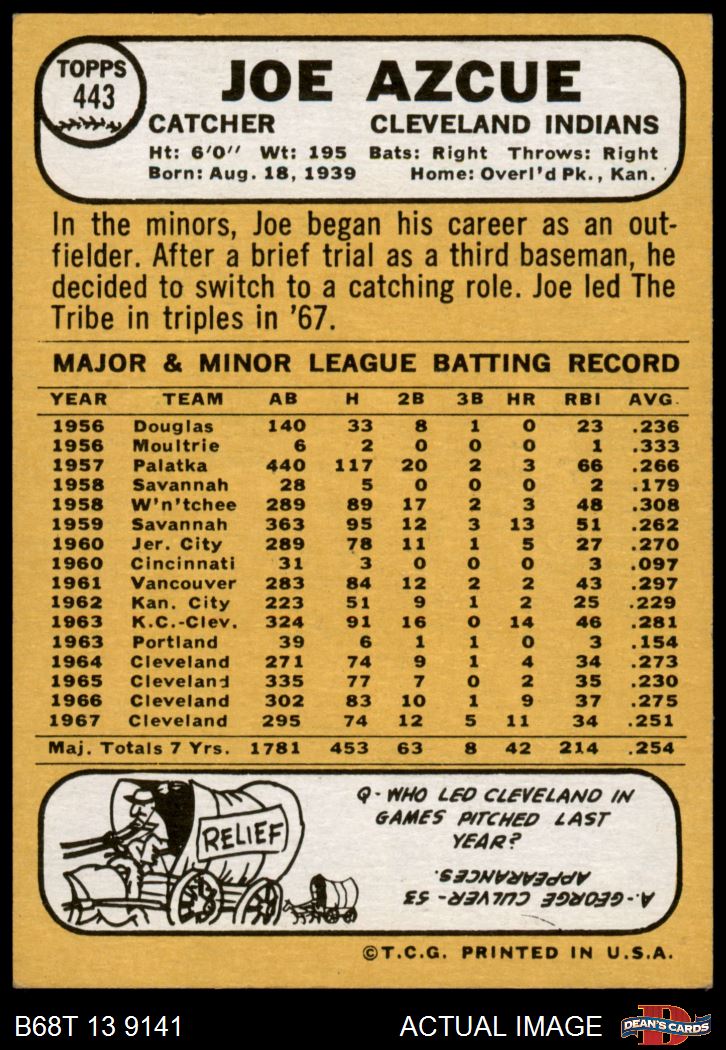 TOPPS
443
JOE AZCUE
CATCHER CLEVELAND INDIANS
Ht: 6'0" Wt: 195 Bats: Right Throws: Right
Born: Aug. 18, 1939 Home: Overl'd Pk., Kan.
In the minors, Joe began his career as an out-
fielder. After a brief trial as a third baseman, he
decided to switch to a catching role. Joe led The
Tribe in triples in '67.
MAJOR & MINOR LEAGUE BATTING RECORD
YEAR TEAM AB H 2B 3B HR RBI AVG.
1956 Douglas 140 33 8 1 0 23 .236
1956 Moultrie 6 2 0 0 0 1 .333
1957 Palatka 440 117 20 2 3 66 .266
1958 Savannah 28 5 0 0 0 2 .179
1958 W'n'tchee 289 89 17 2 3 48 .308
1959 Savannah 363 95 12 3 13 51 .262
1960 Jer. City 289 78 11 1 5 27 .270
1960 Cincinnati 31 3 0 0 0 3 .097
1961 Vancouver 283 84 12 2 2 43 .297
1962 Kan. City 223 51 9 1 2 25 .229
1963 K.C.-Clev. 324 91 16 0 14 46 .281
1963 Portland 39 6 1 1 0 3 .154
1964 Cleveland 271 74 9 1 4 34 .273
1965 Cleveland 335 77 7 0 2 35 .230
1966 Cleveland 302 83 10 1 9 37 .275
1967 Cleveland 295 74 12 5 11 34 .251
Maj. Totals 7 Yrs. 1781 453 63 8 42 214 .254
RELIEF
Q- WHO LED CLEVELAND IN
GAMES PITCHED LAST
YEAR?
A- GEORGE CULVER - 53
APPEARANCES.
©T.C.G. PRINTED IN U.S.A.
B68T 13 9141 ACTUAL IMAGE
D
DEAN'S CARDS